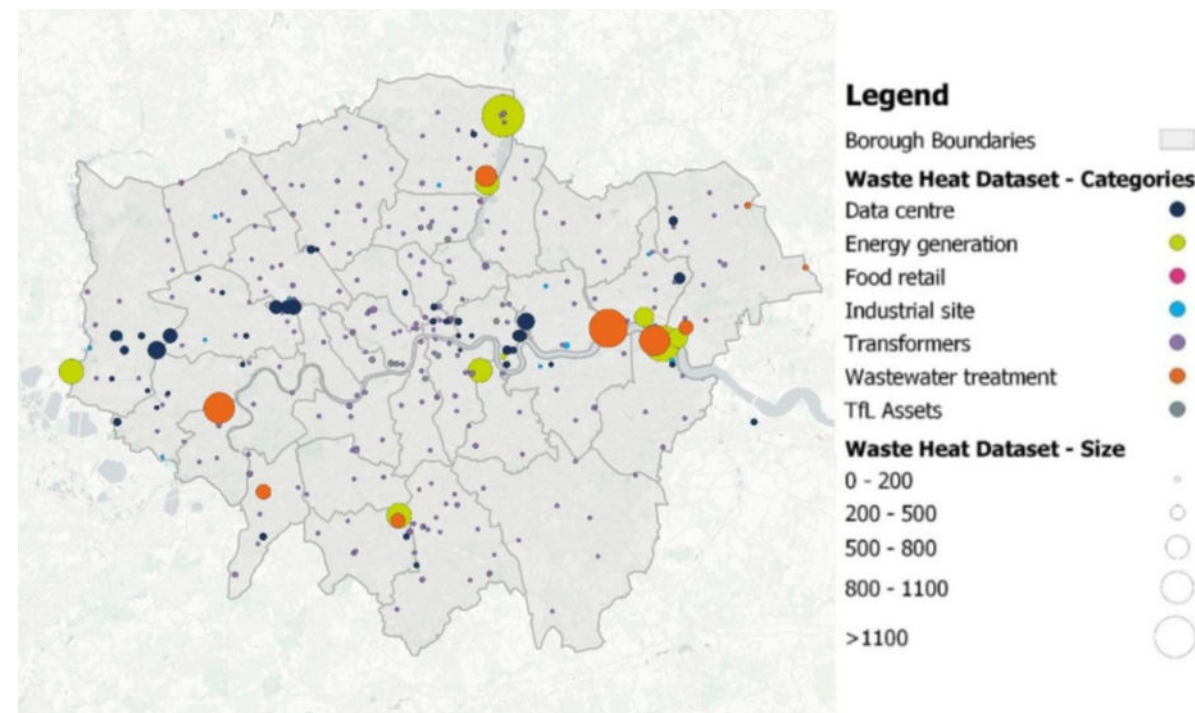 Legend
Borough Boundaries
Waste Heat Dataset - Categories
Data centre
Energy generation
Food retail
Industrial site
Transformers
Wastewater treatment
TfL Assets
Waste Heat Dataset - Size
0 - 200
200 - 500
500 - 800
800 - 1100
>1100